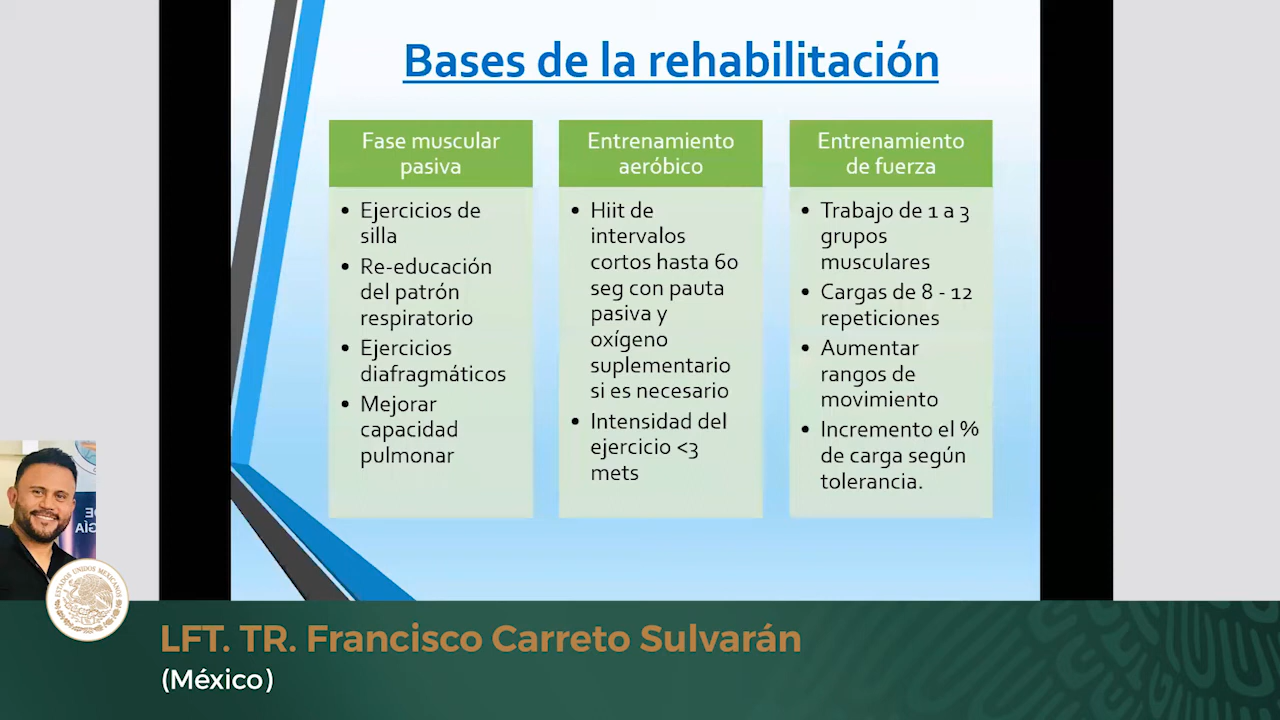 Bases de la rehabilitación
Fase muscular
pasiva
• Ejercicios de
silla
• Re-educación
del patrón
respiratorio
• Ejercicios
diafragmáticos
• Mejorar
capacidad
pulmonar
Entrenamiento
aeróbico
• Hiit de
intervalos
cortos hasta 60
seg con pauta
pasiva y
oxígeno
suplementario
si es necesario
• Intensidad del
ejercicio <3
mets
Entrenamiento
de fuerza
• Trabajo de 1 a 3
grupos
musculares
• Cargas de 8 - 12
repeticiones
• Aumentar
rangos de
movimiento
• Incremento el %
de carga según
tolerancia.
ESTADOS UNIDOS MEXICANOS
LFT. TR. Francisco Carreto Sulvarán
(México)